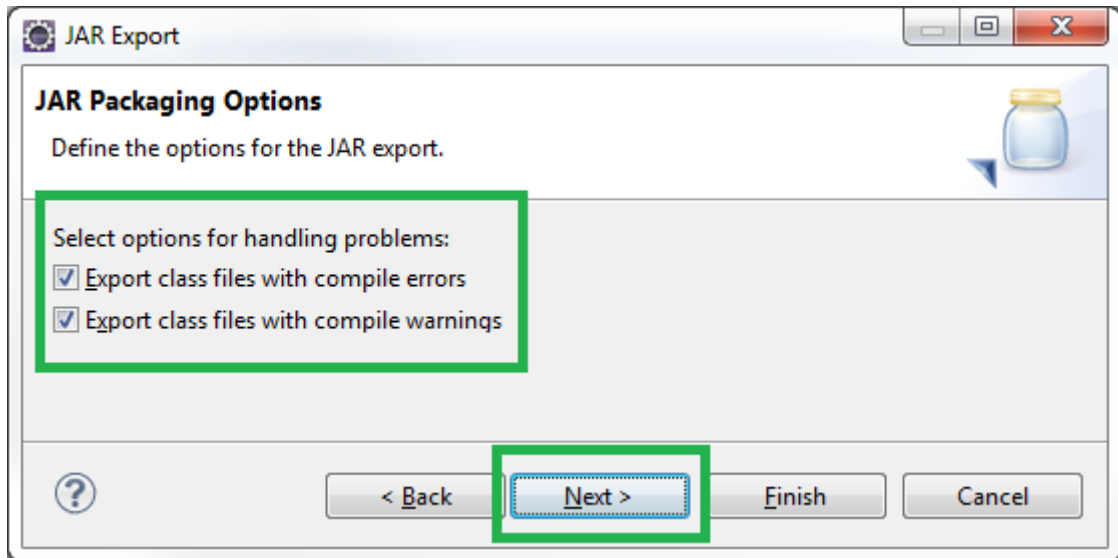 JAR Export
JAR Packaging Options
Define the options for the JAR export.
Select options for handling problems:
Export class files with compile errors
Export class files with compile warnings
?
< Back
Next >
Finish
Cancel